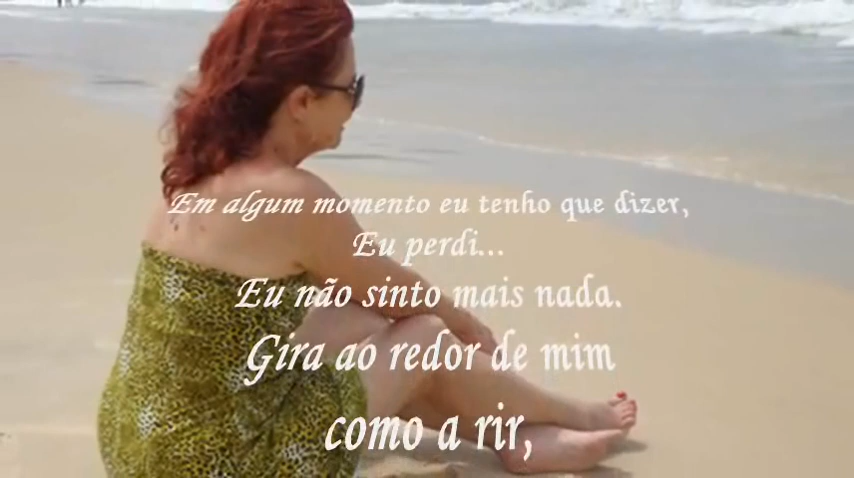 Em algum momento eu tenho que dizer,
Eu perdi...
Eu não sinto mais nada.
Gira ao redor de mim
como a rir,